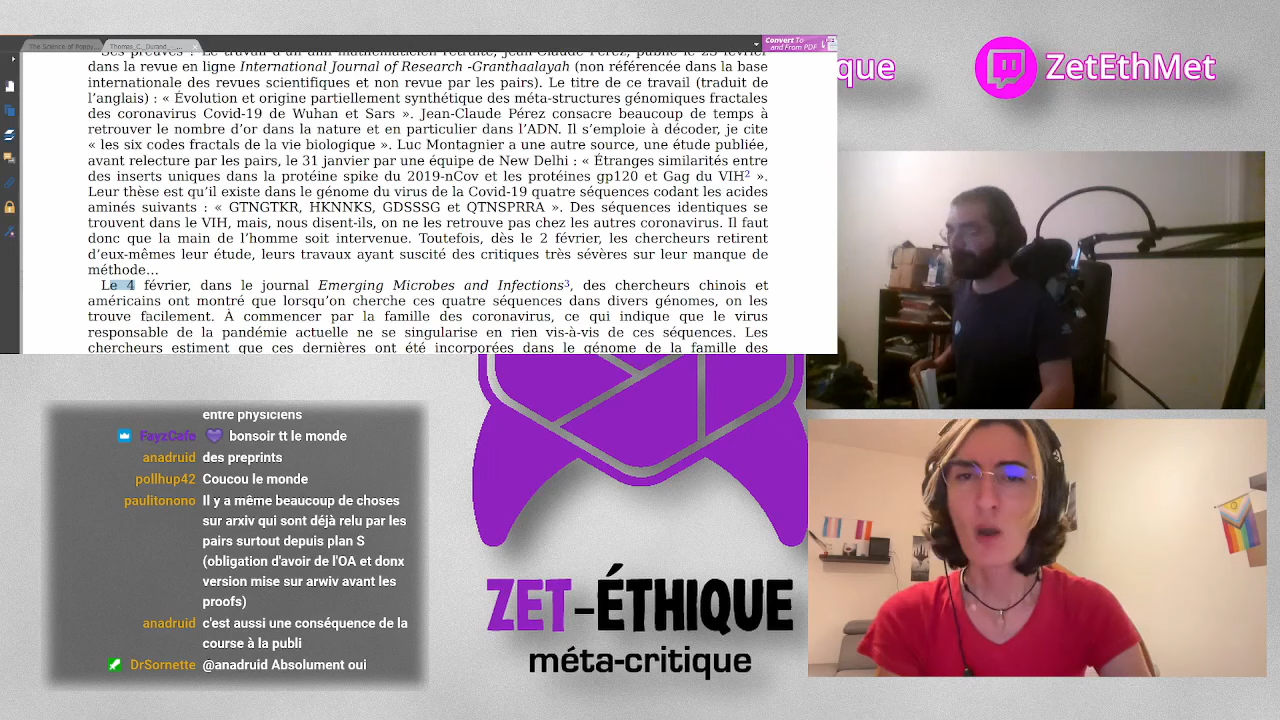 The Science of Poppy...
Thomas_C._Durand_...
Convert To
and From PDF
dans la revue en ligne International Journal of Research -Granthaalayah (non référencée dans la base
internationale des revues scientifiques et non revue par les pairs). Le titre de ce travail (traduit de
l’anglais) : « Évolution et origine partiellement synthétique des méta-structures génomiques fractales
des coronavirus Covid-19 de Wuhan et Sars ». Jean-Claude Pérez consacre beaucoup de temps à
retrouver le nombre d’or dans la nature et en particulier dans l’ADN. Il s’emploie à décoder, je cite
« les six codes fractals de la vie biologique ». Luc Montagnier a une autre source, une étude publiée,
avant relecture par les pairs, le 31 janvier par une équipe de New Delhi : « Étranges similarités entre
des inserts uniques dans la protéine spike du 2019-nCov et les protéines gp120 et Gag du VIH2 ».
Leur thèse est qu’il existe dans le génome du virus de la Covid-19 quatre séquences codant les acides
aminés suivants : « GTNGTKR, HKNNKS, GDSSSG et QTNSPRRA ». Des séquences identiques se
trouvent dans le VIH, mais, nous disent-ils, on ne les retrouve pas chez les autres coronavirus. Il faut
donc que la main de l’homme soit intervenue. Toutefois, dès le 2 février, les chercheurs retirent
d’eux-mêmes leur étude, leurs travaux ayant suscité des critiques très sévères sur leur manque de
méthode…
Le 4 février, dans le journal Emerging Microbes and Infections3, des chercheurs chinois et
américains ont montré que lorsqu’on cherche ces quatre séquences dans divers génomes, on les
trouve facilement. À commencer par la famille des coronavirus, ce qui indique que le virus
responsable de la pandémie actuelle ne se singularise en rien vis-à-vis de ces séquences. Les
chercheurs estiment que ces dernières ont été incorporées dans le génome de la famille des
que
ZetEthMet
entre physiciens
FayzCafe 💜 bonsoir tt le monde
anadruid des preprints
pollhup42 Coucou le monde
paulitonono Il y a même beaucoup de choses
sur arxiv qui sont déjà relu par les
pairs surtout depuis plan S
(obligation d'avoir de l'OA et donx
version mise sur arwiv avant les
proofs)
anadruid c'est aussi une conséquence de la
course à la publi
DrSornette @anadruid Absolument oui
ZET-ÉTHIQUE
méta-critique